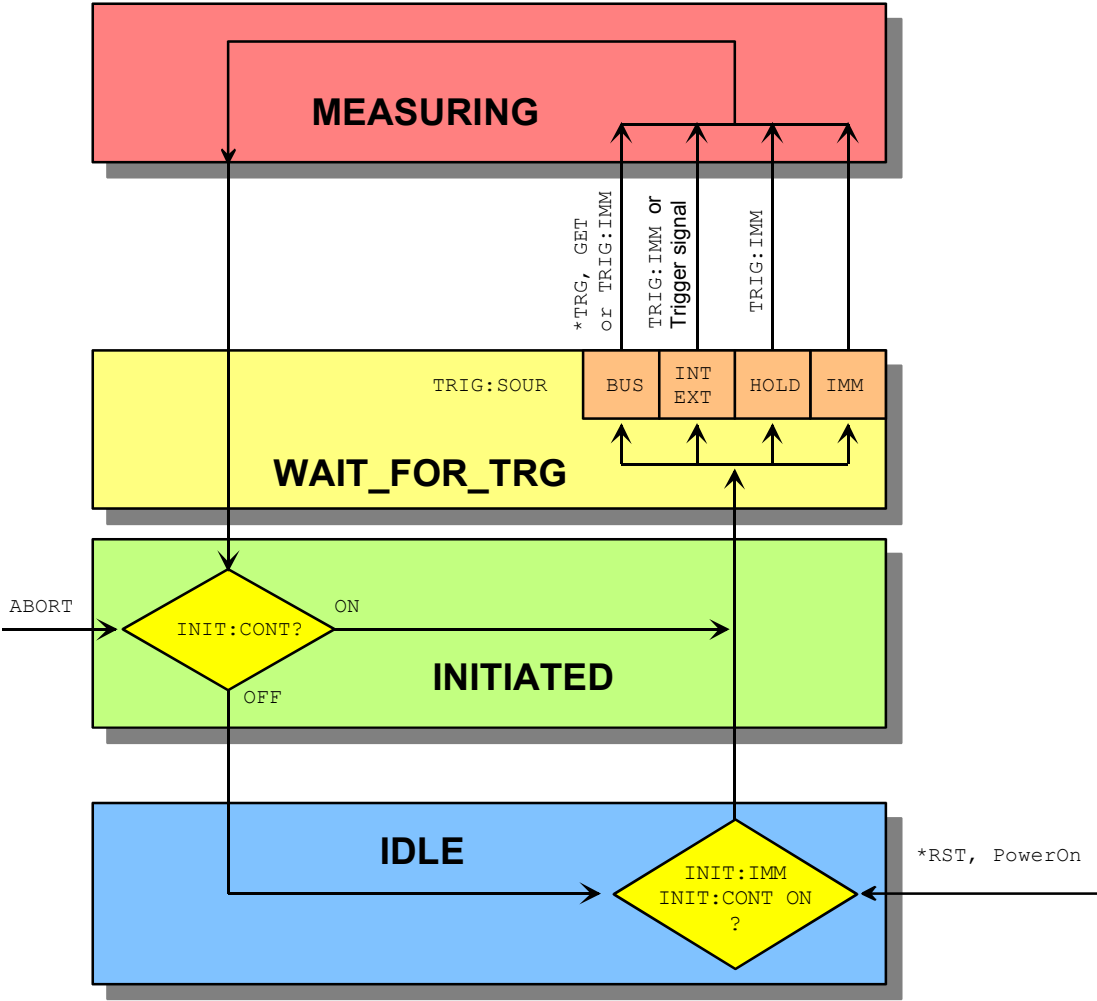 MEASURING
*TRG, GET
or TRIG:IMM
TRIG:IMM or
Trigger signal
TRIG:IMM
TRIG:SOUR
BUS
INT
EXT
HOLD
IMM
WAIT_FOR_TRG
ABORT
INIT:CONT?
ON
INITIATED
OFF
IDLE
INIT:IMM
INIT:CONT ON
?
*RST, PowerOn